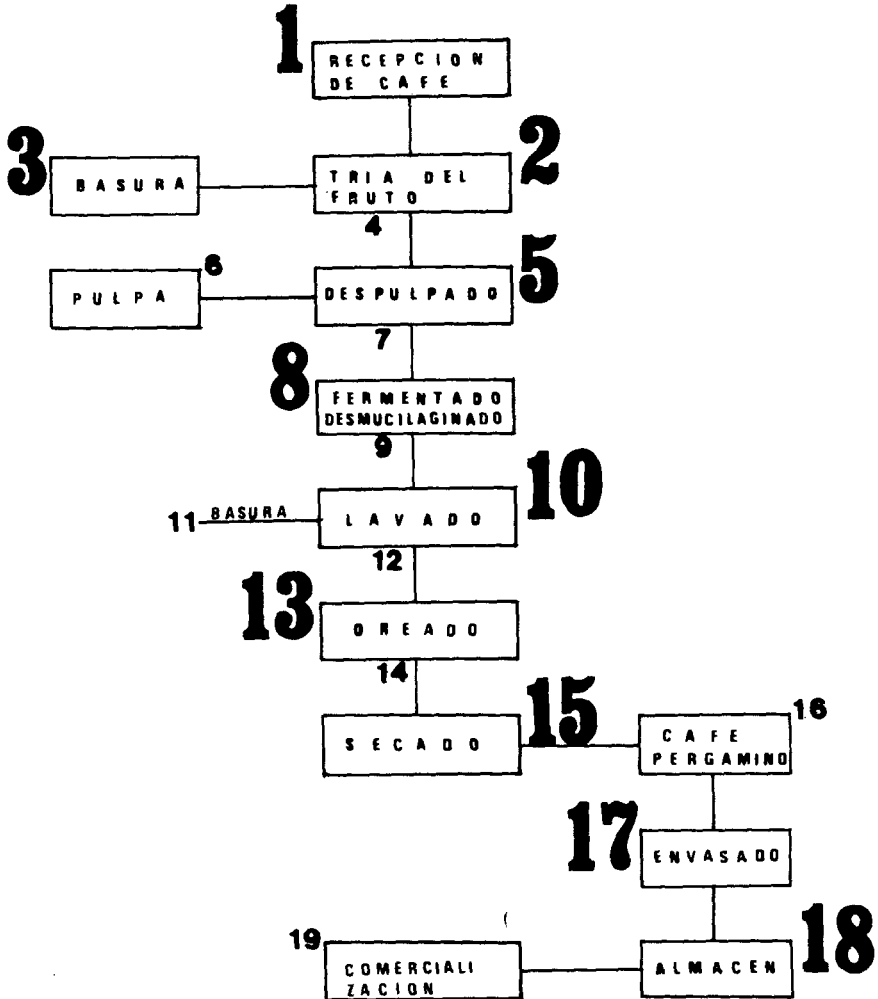 1
RECEPCION
DE CAFE
3
BASURA
TRIA DEL
FRUTO
2
4
6
PULPA
DESPULPADO
5
7
8
FERMENTADO
DESMUCILAGINADO
9
10
11 BASURA
LAVADO
12
13
OREADO
14
SECADO
15
16
CAFE
PERGAMINO
17
ENVASADO
18
ALMACEN
19
COMERCIALI
ZACION